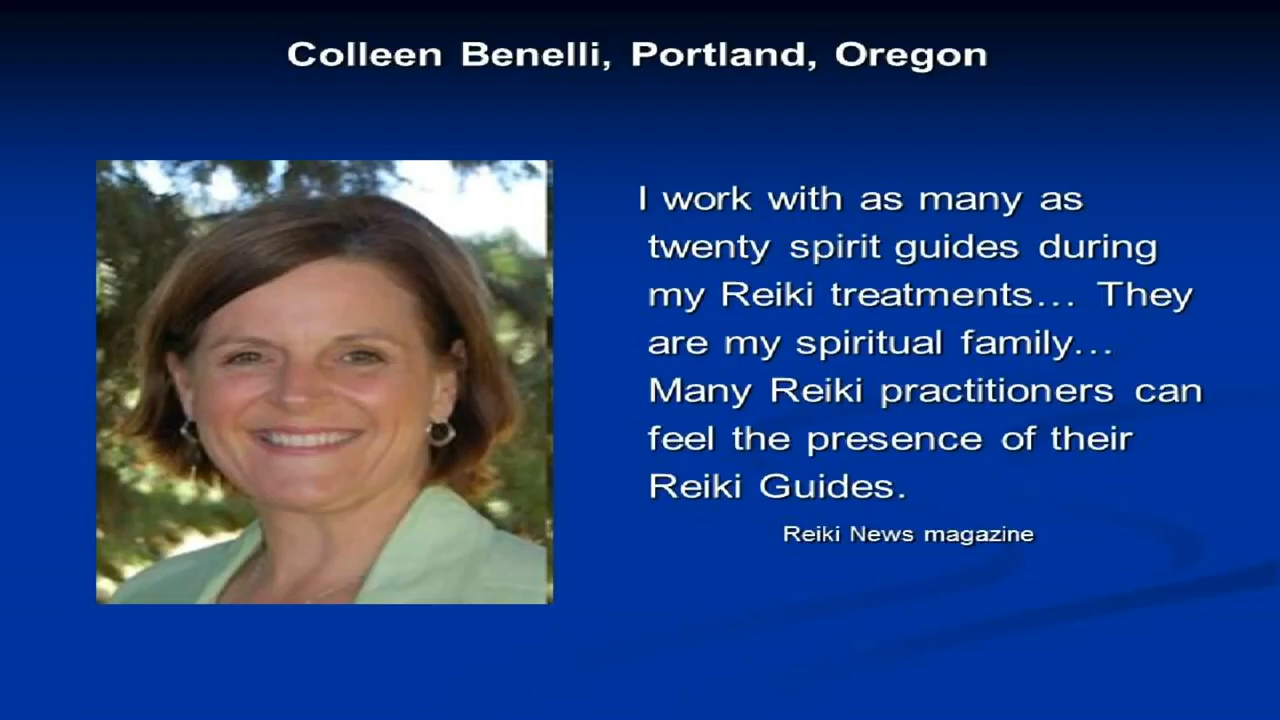 Colleen Benelli, Portland, Oregon
I work with as many as
twenty spirit guides during
my Reiki treatments... They
are my spiritual family...
Many Reiki practitioners can
feel the presence of their
Reiki Guides.
Reiki News magazine